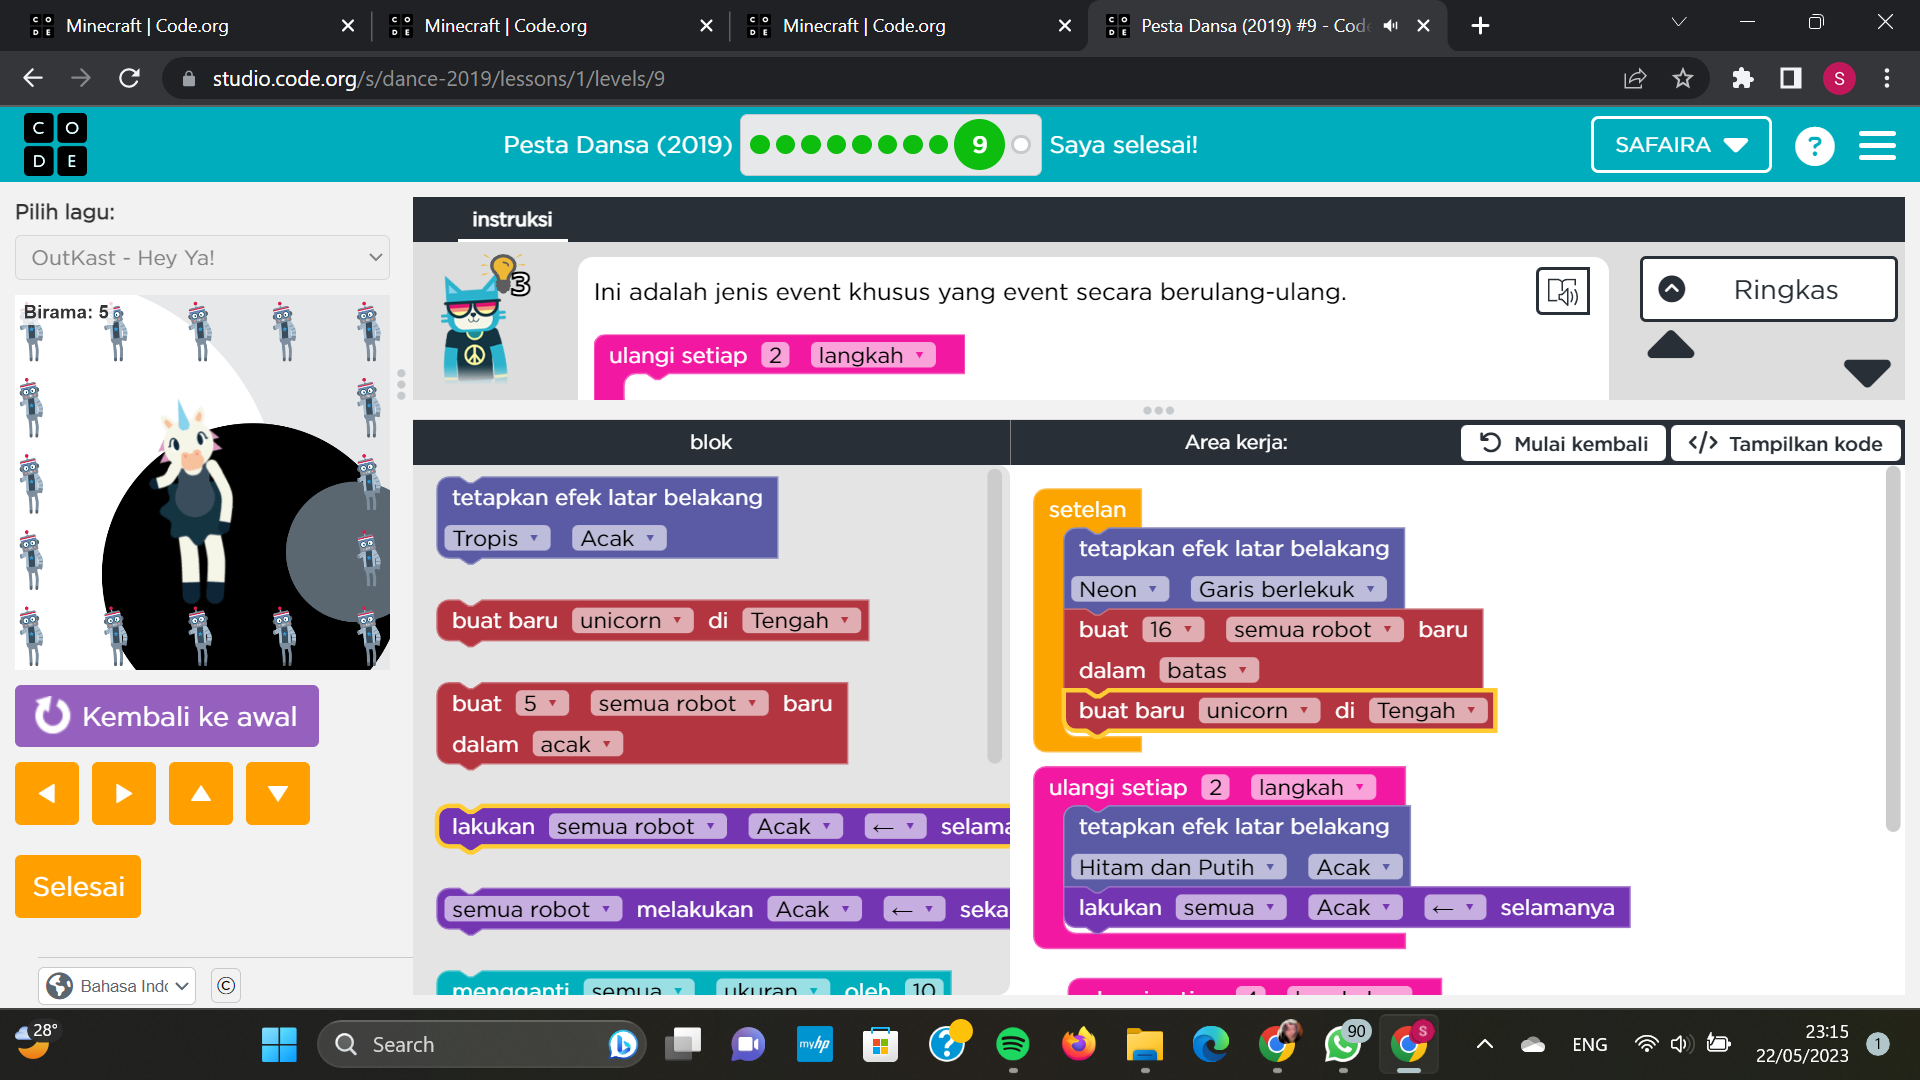 Minecraft | Code.org
Minecraft | Code.org
Minecraft | Code.org
Pesta Dansa (2019) #9 - Cod
studio.code.org/s/dance-2019/lessons/1/levels/9
S
C O
D E
Pesta Dansa (2019)
9
Saya selesai!
SAFAIRA
?
Pilih lagu:
OutKast - Hey Ya!
Birama: 5
Kembali ke awal
Selesai
Bahasa Indo
©
instruksi
3
Ini adalah jenis event khusus yang event secara berulang-ulang.
ulangi setiap 2 langkah
Ringkas
blok
Area kerja:
Mulai kembali
</> Tampilkan kode
tetapkan efek latar belakang
Tropis Acak
buat baru unicorn di Tengah
buat 5 semua robot baru
dalam acak
lakukan semua robot Acak ← selama
semua robot melakukan Acak ← seka
mengganti semua ukuran oleh 10
setelan
tetapkan efek latar belakang
Neon Garis berlekuk
buat 16 semua robot baru
dalam batas
buat baru unicorn di Tengah
ulangi setiap 2 langkah
tetapkan efek latar belakang
Hitam dan Putih Acak
lakukan semua Acak ← selamanya
28°
Search
myhp
90
S
ENG
23:15
22/05/2023
1